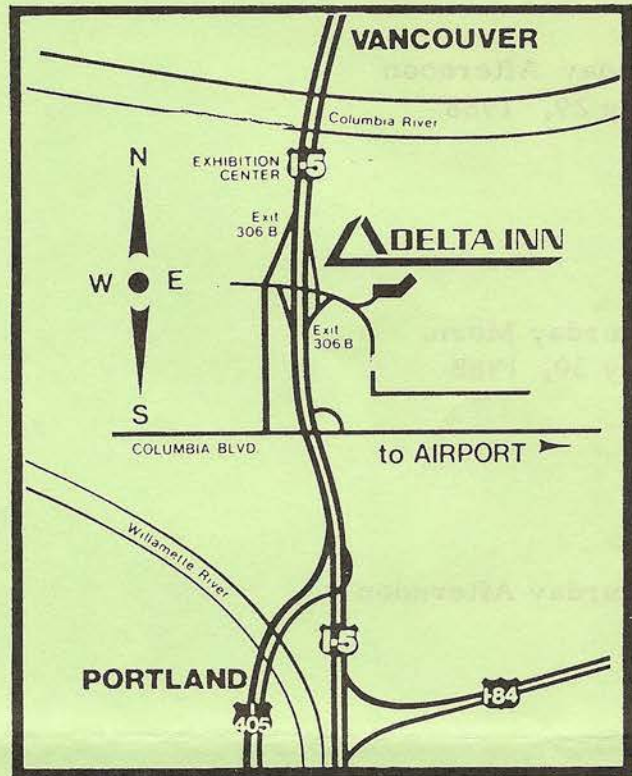 VANCOUVER
Columbia River
EXHIBITION
CENTER
I-5
N
Exit
306 B
DELTA INN
W E
Exit
306 B
S
COLUMBIA BLVD.
to AIRPORT
Willamette River
I-5
PORTLAND
I-84
405